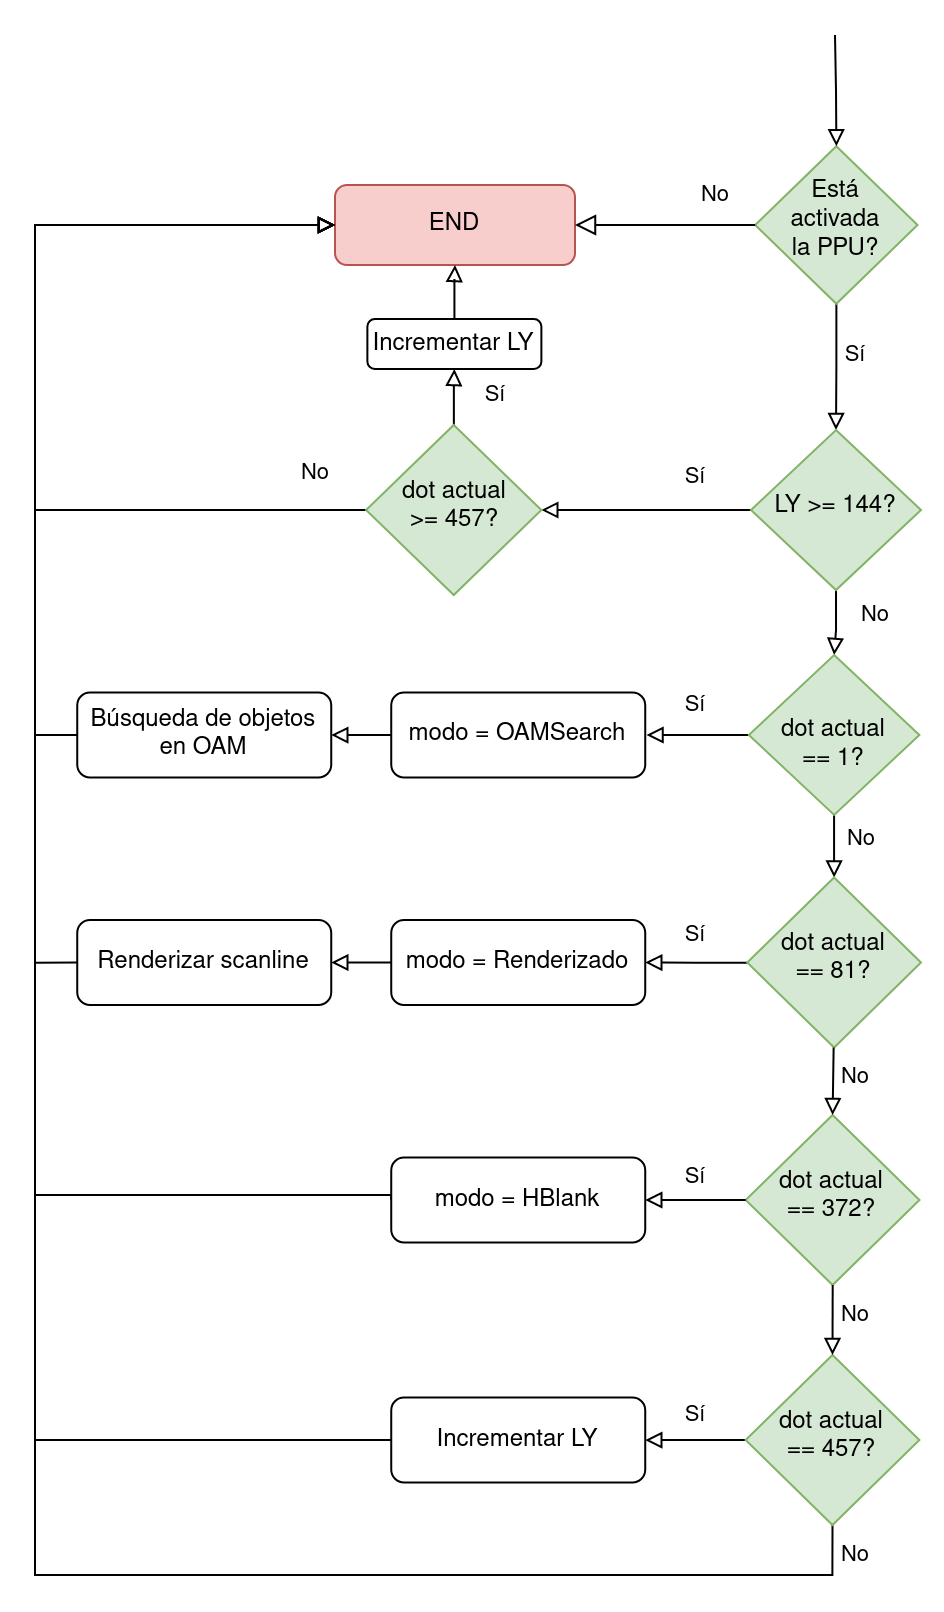 Está
activada
la PPU?
No
END
Sí
Incrementar LY
Sí
LY >= 144?
Sí
dot actual
>= 457?
No
No
dot actual
== 1?
Sí
modo = OAMSearch
Búsqueda de objetos
en OAM
No
dot actual
== 81?
Sí
modo = Renderizado
Renderizar scanline
No
dot actual
== 372?
Sí
modo = HBlank
No
dot actual
== 457?
Sí
Incrementar LY
No